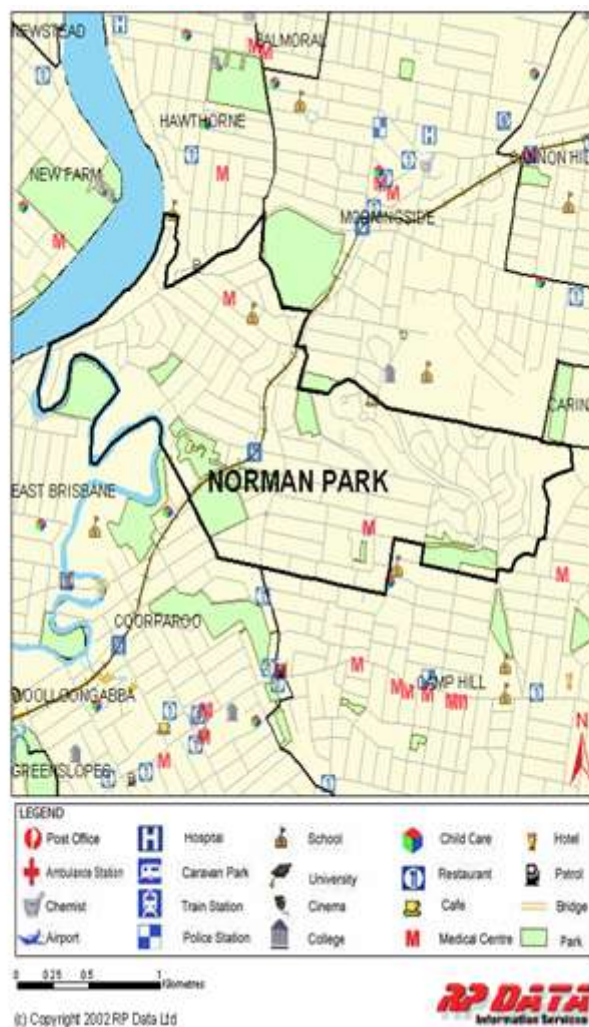 NEWSTEAD
BALMORAL
HAWTHORNE
CANNON HILL
NEW FARM
MORNINGSIDE
CARIN
NORMAN PARK
EAST BRISBANE
COORPAROO
CAMP HILL
WOOLLOONGABBA
GREENSLOPES
N
LEGEND
Post Office
Hospital
School
Child Care
Hotel
Ambulance Station
Caravan Park
University
Restaurant
Petrol
Chemist
Train Station
Cinema
Cafe
Bridge
Airport
Police Station
College
Medical Centre
Park
0 0.25 0.5 1
Kilometres
RP DATA
Information Services
(c) Copyright 2002 RP Data Ltd